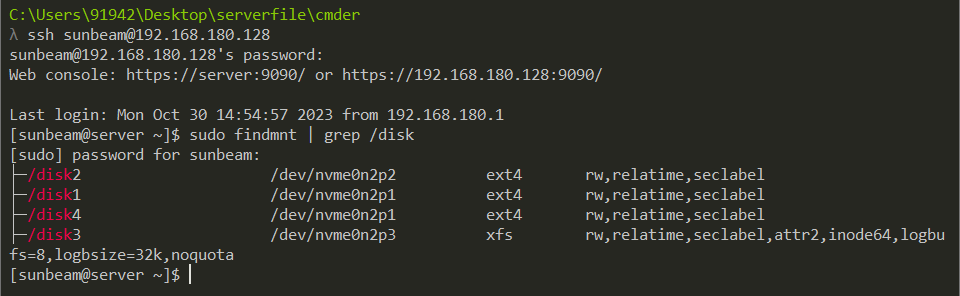 C:\Users\91942\Desktop\serverfile\cmder
λ ssh sunbeam@192.168.180.128
sunbeam@192.168.180.128's password:
Web console: https://server:9090/ or https://192.168.180.128:9090/
Last login: Mon Oct 30 14:54:57 2023 from 192.168.180.1
[sunbeam@server ~]$ sudo findmnt | grep /disk
[sudo] password for sunbeam:
├─/disk2 /dev/nvme0n2p2 ext4 rw,relatime,seclabel
├─/disk1 /dev/nvme0n2p1 ext4 rw,relatime,seclabel
├─/disk4 /dev/nvme0n2p1 ext4 rw,relatime,seclabel
├─/disk3 /dev/nvme0n2p3 xfs rw,relatime,seclabel,attr2,inode64,logbu
fs=8,logbsize=32k,noquota
[sunbeam@server ~]$